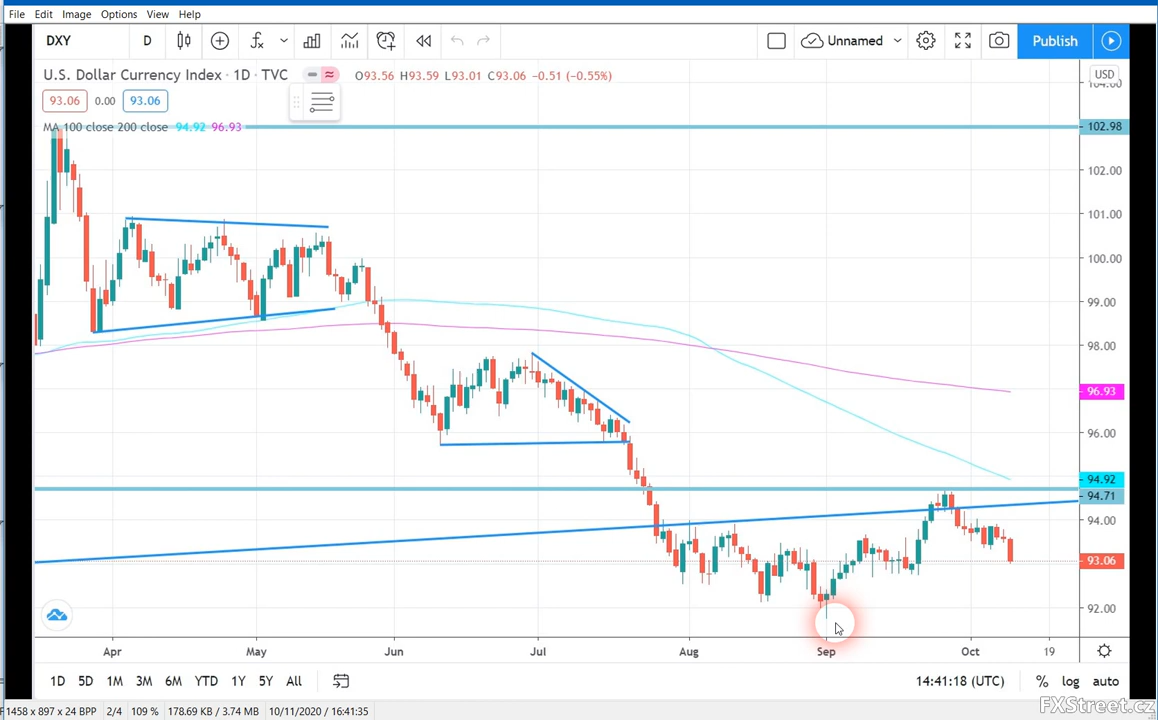 File Edit Image Options View Help
DXY D Unnamed Publish
U.S. Dollar Currency Index · 1D · TVC O93.56 H93.59 L93.01 C93.06 −0.51 (−0.55%) USD
93.06 0.00 93.06
MA 100 close 200 close 94.92 96.93
104.00
102.98
102.00
101.00
100.00
99.00
98.00
96.93
96.00
94.92
94.71
94.00
93.06
92.00
Apr May Jun Jul Aug Sep Oct 19
1D 5D 1M 3M 6M YTD 1Y 5Y All 14:41:18 (UTC) % log auto
1458 x 897 x 24 BPP 2/4 109 % 178.69 KB / 3.74 MB 10/11/2020 / 16:41:35
FXStreet.cz